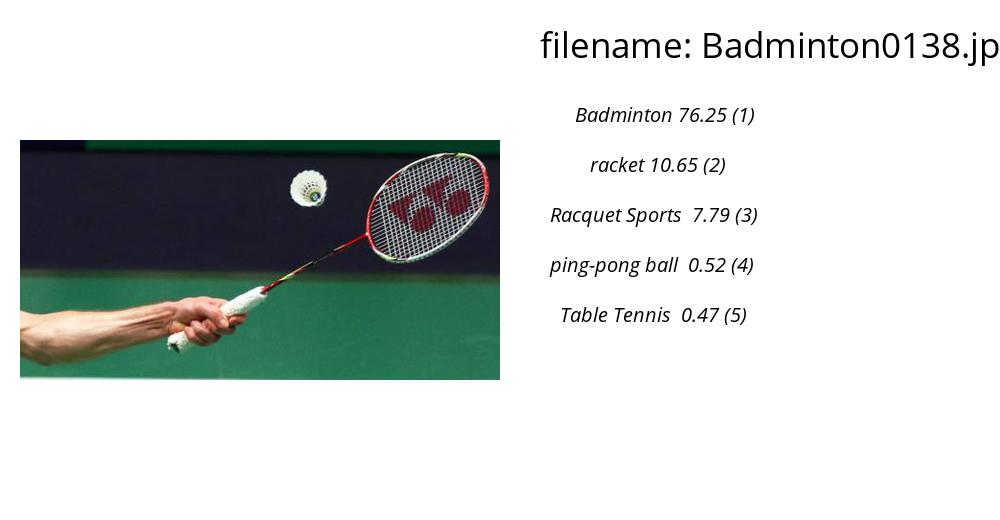 filename: Badminton0138.jp
Badminton 76.25 (1)
racket 10.65 (2)
Racquet Sports 7.79 (3)
ping-pong ball 0.52 (4)
Table Tennis 0.47 (5)